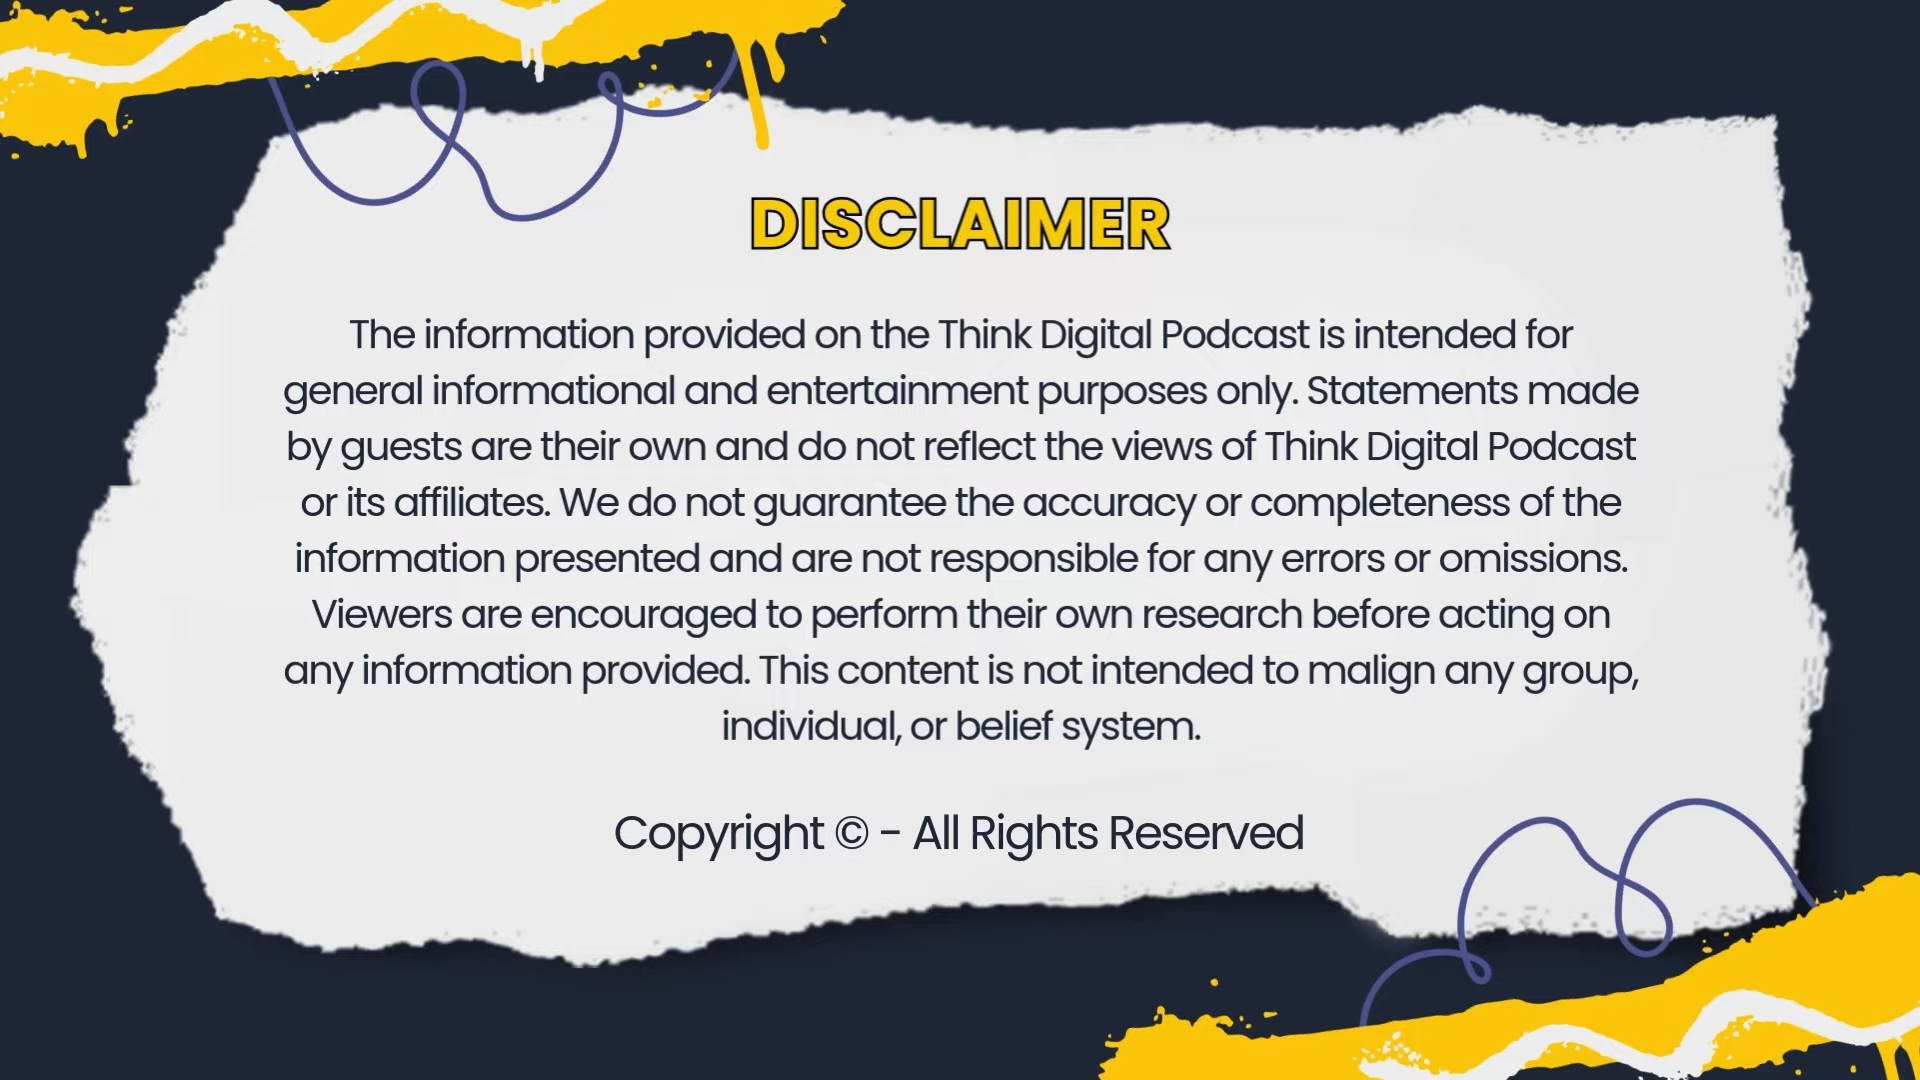 DISCLAIMER
The information provided on the Think Digital Podcast is intended for
general informational and entertainment purposes only. Statements made
by guests are their own and do not reflect the views of Think Digital Podcast
or its affiliates. We do not guarantee the accuracy or completeness of the
information presented and are not responsible for any errors or omissions.
Viewers are encouraged to perform their own research before acting on
any information provided. This content is not intended to malign any group,
individual, or belief system.
Copyright © - All Rights Reserved